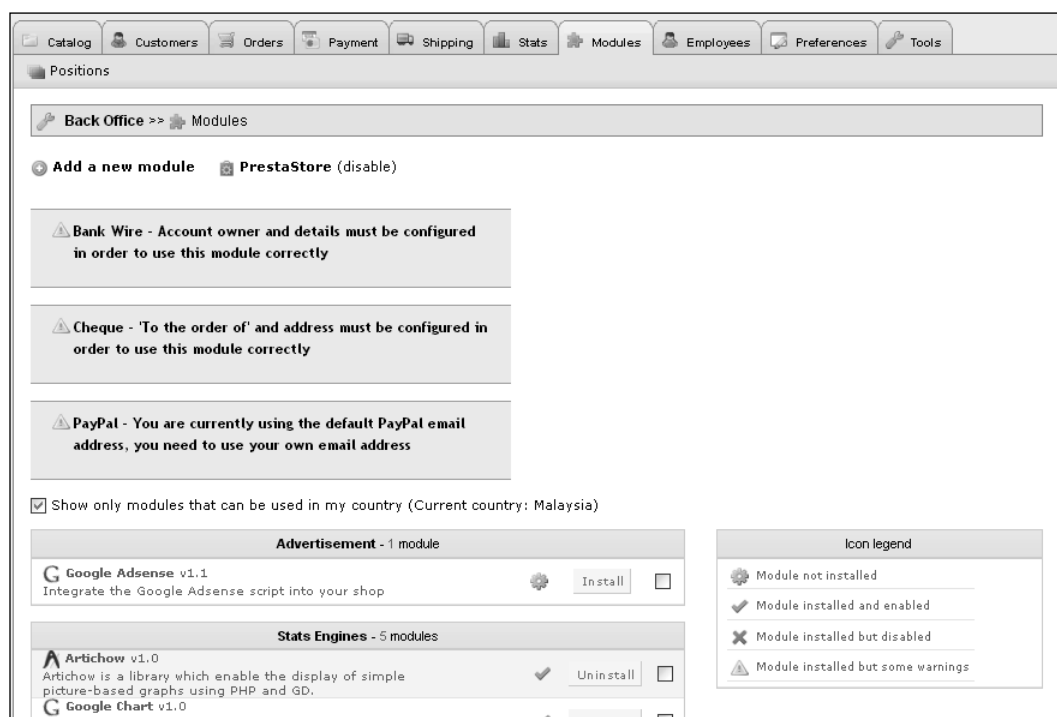 Catalog Customers Orders Payment Shipping Stats Modules Employees Preferences Tools
Positions
Back Office >> Modules
Add a new module PrestaStore (disable)
Bank Wire - Account owner and details must be configured
in order to use this module correctly
Cheque - 'To the order of' and address must be configured in
order to use this module correctly
PayPal - You are currently using the default PayPal email
address, you need to use your own email address
Show only modules that can be used in my country (Current country: Malaysia)
Advertisement - 1 module
Google Adsense v1.1
Integrate the Google Adsense script into your shop
Install
Stats Engines - 5 modules
Artichow v1.0
Artichow is a library which enable the display of simple
picture-based graphs using PHP and GD.
Uninstall
Google Chart v1.0
Icon legend
Module not installed
Module installed and enabled
Module installed but disabled
Module installed but some warnings